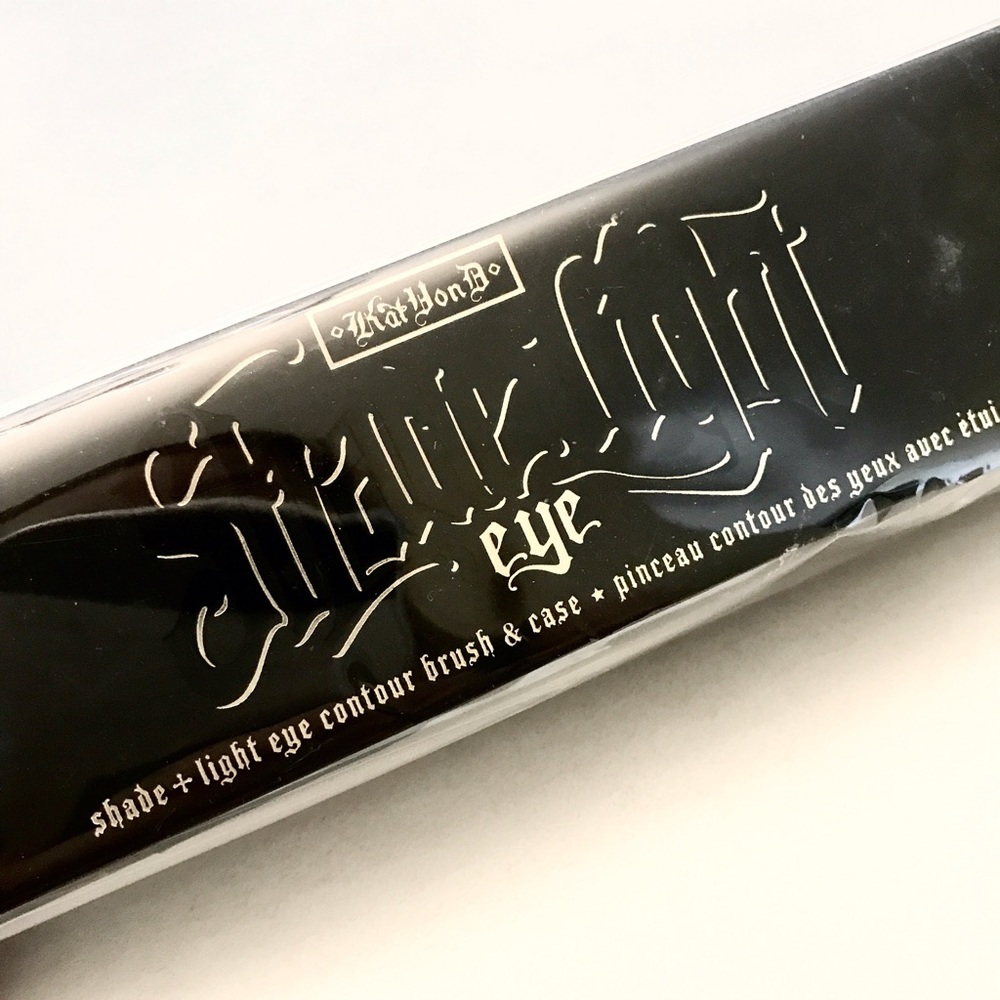 KatVonD
Shade + Light
eye
shade + light eye contour brush & case ★ pinceau contour des yeux avec étui